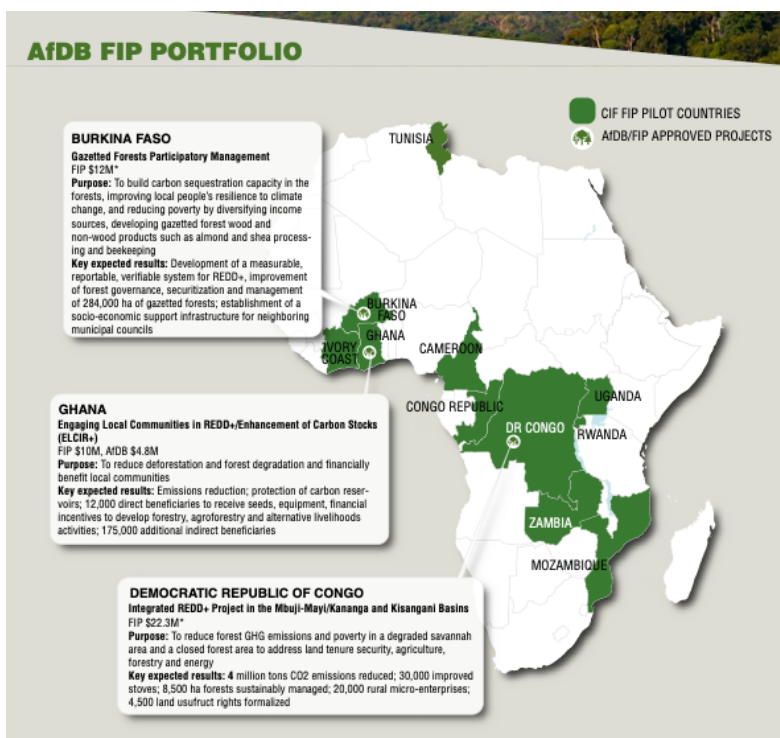 AfDB FIP PORTFOLIO
CIF FIP PILOT COUNTRIES
AfDB/FIP APPROVED PROJECTS
BURKINA FASO
Gazetted Forests Participatory Management
FIP $12M*
Purpose: To build carbon sequestration capacity in the
forests, improving local people's resilience to climate
change, and reducing poverty by diversifying income
sources, developing gazetted forest wood and
non-wood products such as almond and shea process-
ing and beekeeping
Key expected results: Development of a measurable,
reportable, verifiable system for REDD+, improvement
of forest governance, securitization and management
of 284,000 ha of gazetted forests; establishment of a
socio-economic support infrastructure for neighboring
municipal councils
TUNISIA
BURKINA
FASO
GHANA
IVORY
COAST
CAMEROON
CONGO REPUBLIC
UGANDA
DR CONGO
RWANDA
ZAMBIA
MOZAMBIQUE
GHANA
Engaging Local Communities in REDD+/Enhancement of Carbon Stocks
(ELCIR+)
FIP $10M, AfDB $4.8M
Purpose: To reduce deforestation and forest degradation and financially
benefit local communities
Key expected results: Emissions reduction; protection of carbon reser-
voirs; 12,000 direct beneficiaries to receive seeds, equipment, financial
incentives to develop forestry, agroforestry and alternative livelihoods
activities; 175,000 additional indirect beneficiaries
DEMOCRATIC REPUBLIC OF CONGO
Integrated REDD+ Project in the Mbuji-Mayi/Kananga and Kisangani Basins
FIP $22.3M*
Purpose: To reduce forest GHG emissions and poverty in a degraded savannah
area and a closed forest area to address land tenure security, agriculture,
forestry and energy
Key expected results: 4 million tons CO2 emissions reduced; 30,000 improved
stoves; 8,500 ha forests sustainably managed; 20,000 rural micro-enterprises;
4,500 land usufruct rights formalized